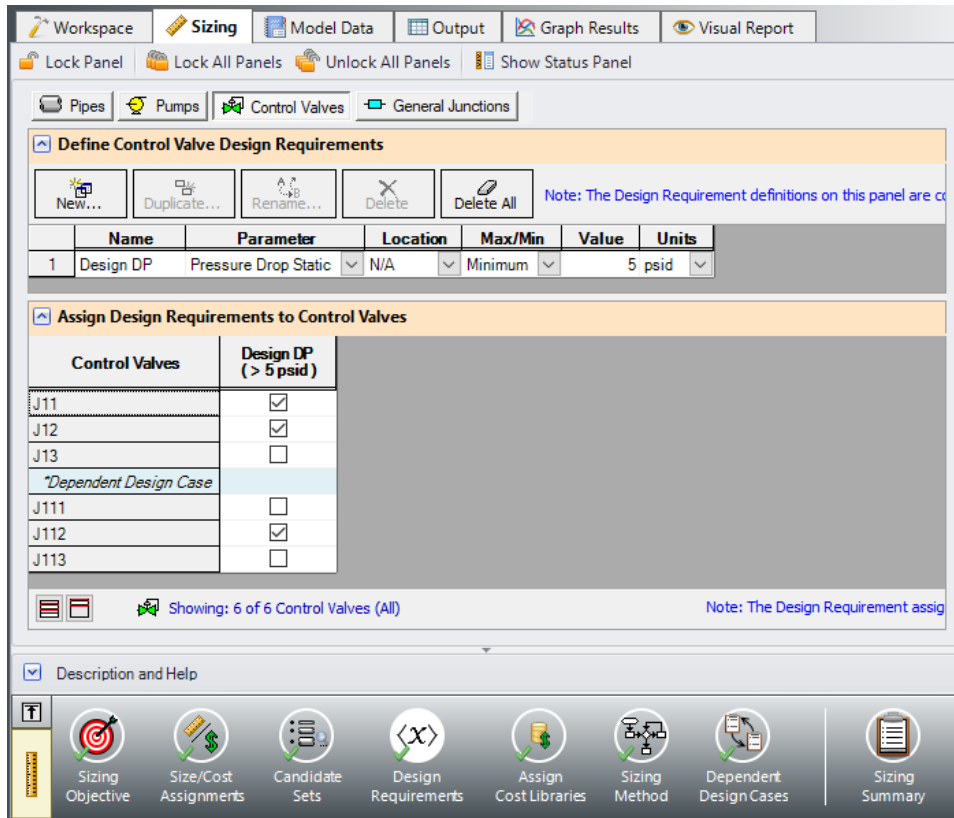 Workspace Sizing Model Data Output Graph Results Visual Report
Lock Panel Lock All Panels Unlock All Panels Show Status Panel
Pipes Pumps Control Valves General Junctions
Define Control Valve Design Requirements
New... Duplicate... Rename... Delete Delete All Note: The Design Requirement definitions on this panel are co
Name Parameter Location Max/Min Value Units
1 Design DP Pressure Drop Static N/A Minimum 5 psid
Assign Design Requirements to Control Valves
Control Valves Design DP
( > 5 psid )
J11
J12
J13
*Dependent Design Case
J111
J112
J113
Showing: 6 of 6 Control Valves (All) Note: The Design Requirement assig
Description and Help
Sizing Size/Cost Candidate Design Assign Sizing Dependent Sizing
Objective Assignments Sets Requirements Cost Libraries Method Design Cases Summary